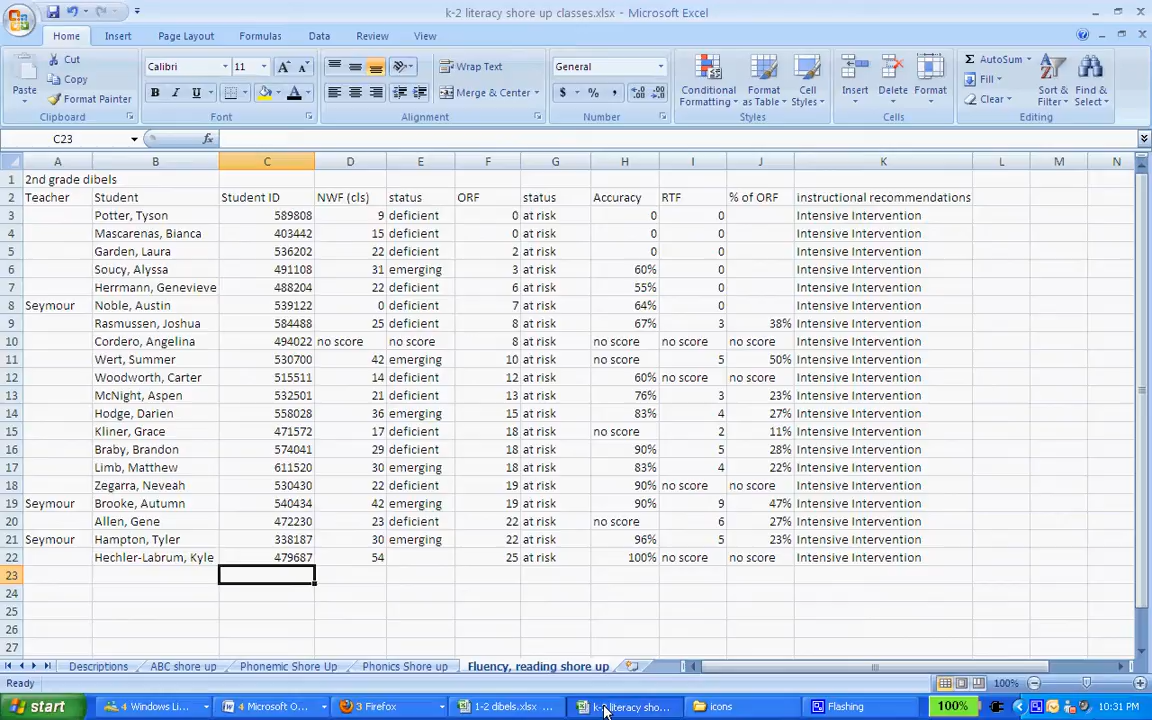 k-2 literacy shore up classes.xlsx - Microsoft Excel
Home Insert Page Layout Formulas Data Review View
Cut
Copy
Format Painter
Paste
Clipboard
Calibri 11
B I U
Font
Wrap Text
Merge & Center
Alignment
General
$ % ,
Number
Conditional Formatting
Format as Table
Cell Styles
Styles
Insert Delete Format
Cells
Σ AutoSum
Fill
Clear
Sort & Filter
Find & Select
Editing
C23 fx
A B C D E F G H I J K L M N
1 2nd grade dibels
2 Teacher Student Student ID NWF (cls) status ORF status Accuracy RTF % of ORF instructional recommendations
3 Potter, Tyson 589808 9 deficient 0 at risk 0 0 Intensive Intervention
4 Mascarenas, Bianca 403442 15 deficient 0 at risk 0 0 Intensive Intervention
5 Garden, Laura 536202 22 deficient 2 at risk 0 0 Intensive Intervention
6 Soucy, Alyssa 491108 31 emerging 3 at risk 60% 0 Intensive Intervention
7 Herrmann, Genevieve 488204 22 deficient 6 at risk 55% 0 Intensive Intervention
8 Seymour Noble, Austin 539122 0 deficient 7 at risk 64% 0 Intensive Intervention
9 Rasmussen, Joshua 584488 25 deficient 8 at risk 67% 3 38% Intensive Intervention
10 Cordero, Angelina 494022 no score no score 8 at risk no score no score no score Intensive Intervention
11 Wert, Summer 530700 42 emerging 10 at risk no score 5 50% Intensive Intervention
12 Woodworth, Carter 515511 14 deficient 12 at risk 60% no score no score Intensive Intervention
13 McNight, Aspen 532501 21 deficient 13 at risk 76% 3 23% Intensive Intervention
14 Hodge, Darien 558028 36 emerging 15 at risk 83% 4 27% Intensive Intervention
15 Kliner, Grace 471572 17 deficient 18 at risk no score 2 11% Intensive Intervention
16 Braby, Brandon 574041 29 deficient 18 at risk 90% 5 28% Intensive Intervention
17 Limb, Matthew 611520 30 emerging 18 at risk 83% 4 22% Intensive Intervention
18 Zegarra, Neveah 530430 22 deficient 19 at risk 90% no score no score Intensive Intervention
19 Seymour Brooke, Autumn 540434 42 emerging 19 at risk 90% 9 47% Intensive Intervention
20 Allen, Gene 472230 23 deficient 22 at risk no score 6 27% Intensive Intervention
21 Seymour Hampton, Tyler 338187 30 emerging 22 at risk 96% 5 23% Intensive Intervention
22 Hechler-Labrum, Kyle 479687 54 25 at risk 100% no score no score Intensive Intervention
23
24
25
26
27
Descriptions ABC shore up Phonemic Shore Up Phonics Shore up Fluency, reading shore up
Ready 100%
start 4 Windows Li... 4 Microsoft O... 3 Firefox 1-2 dibels.xlsx ... k-2 literacy sho... icons Flashing 100% 10:31 PM